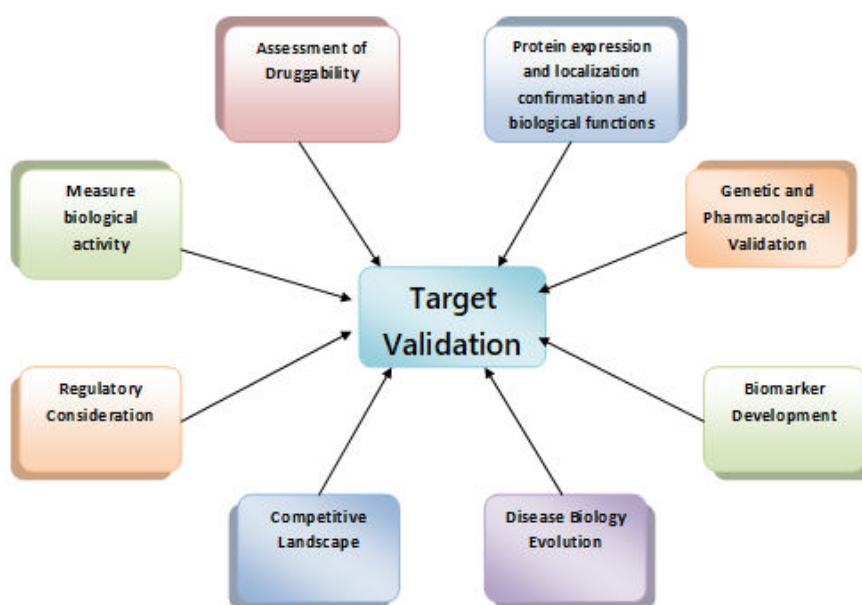 Assessment of
Druggability
Protein expression
and localization
confirmation and
biological functions
Measure
biological
activity
Genetic and
Pharmacological
Validation
Target
Validation
Regulatory
Consideration
Biomarker
Development
Competitive
Landscape
Disease Biology
Evolution